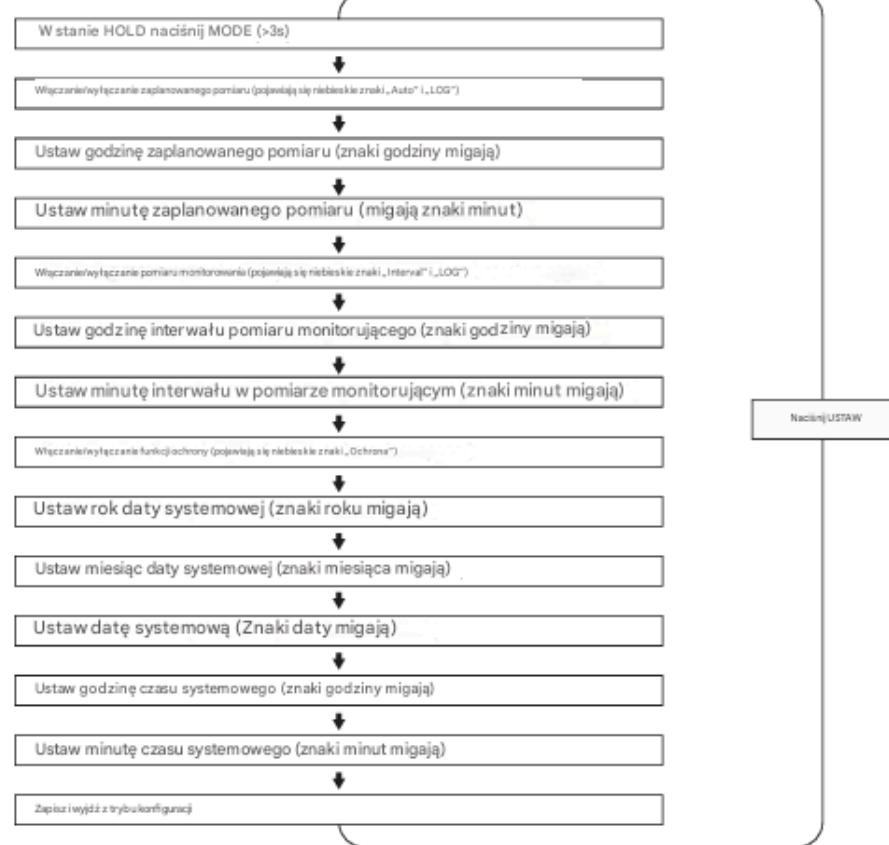 W stanie HOLD naciśnij MODE (>3s)
Włączanie/wyłączanie zaplanowanego pomiaru (pojawiają się niebieskie znaki „Auto" i „LOG")
Ustaw godzinę zaplanowanego pomiaru (znaki godziny migają)
Ustaw minutę zaplanowanego pomiaru (migają znaki minut)
Włączanie/wyłączanie pomiaru monitorowania (pojawiają się niebieskie znaki „Interval" i „LOG")
Ustaw godzinę interwału pomiaru monitorującego (znaki godziny migają)
Ustaw minutę interwału w pomiarze monitorującym (znaki minut migają)
Naciśnij USTAW
Włączanie/wyłączanie funkcji ochrony (pojawiają się niebieskie znaki „Ochrona")
Ustaw rok daty systemowej (znaki roku migają)
Ustaw miesiąc daty systemowej (znaki miesiąca migają)
Ustaw datę systemową (Znaki daty migają)
Ustaw godzinę czasu systemowego (znaki godziny migają)
Ustaw minutę czasu systemowego (znaki minut migają)
Zapisz i wyjdź z trybu konfiguracji